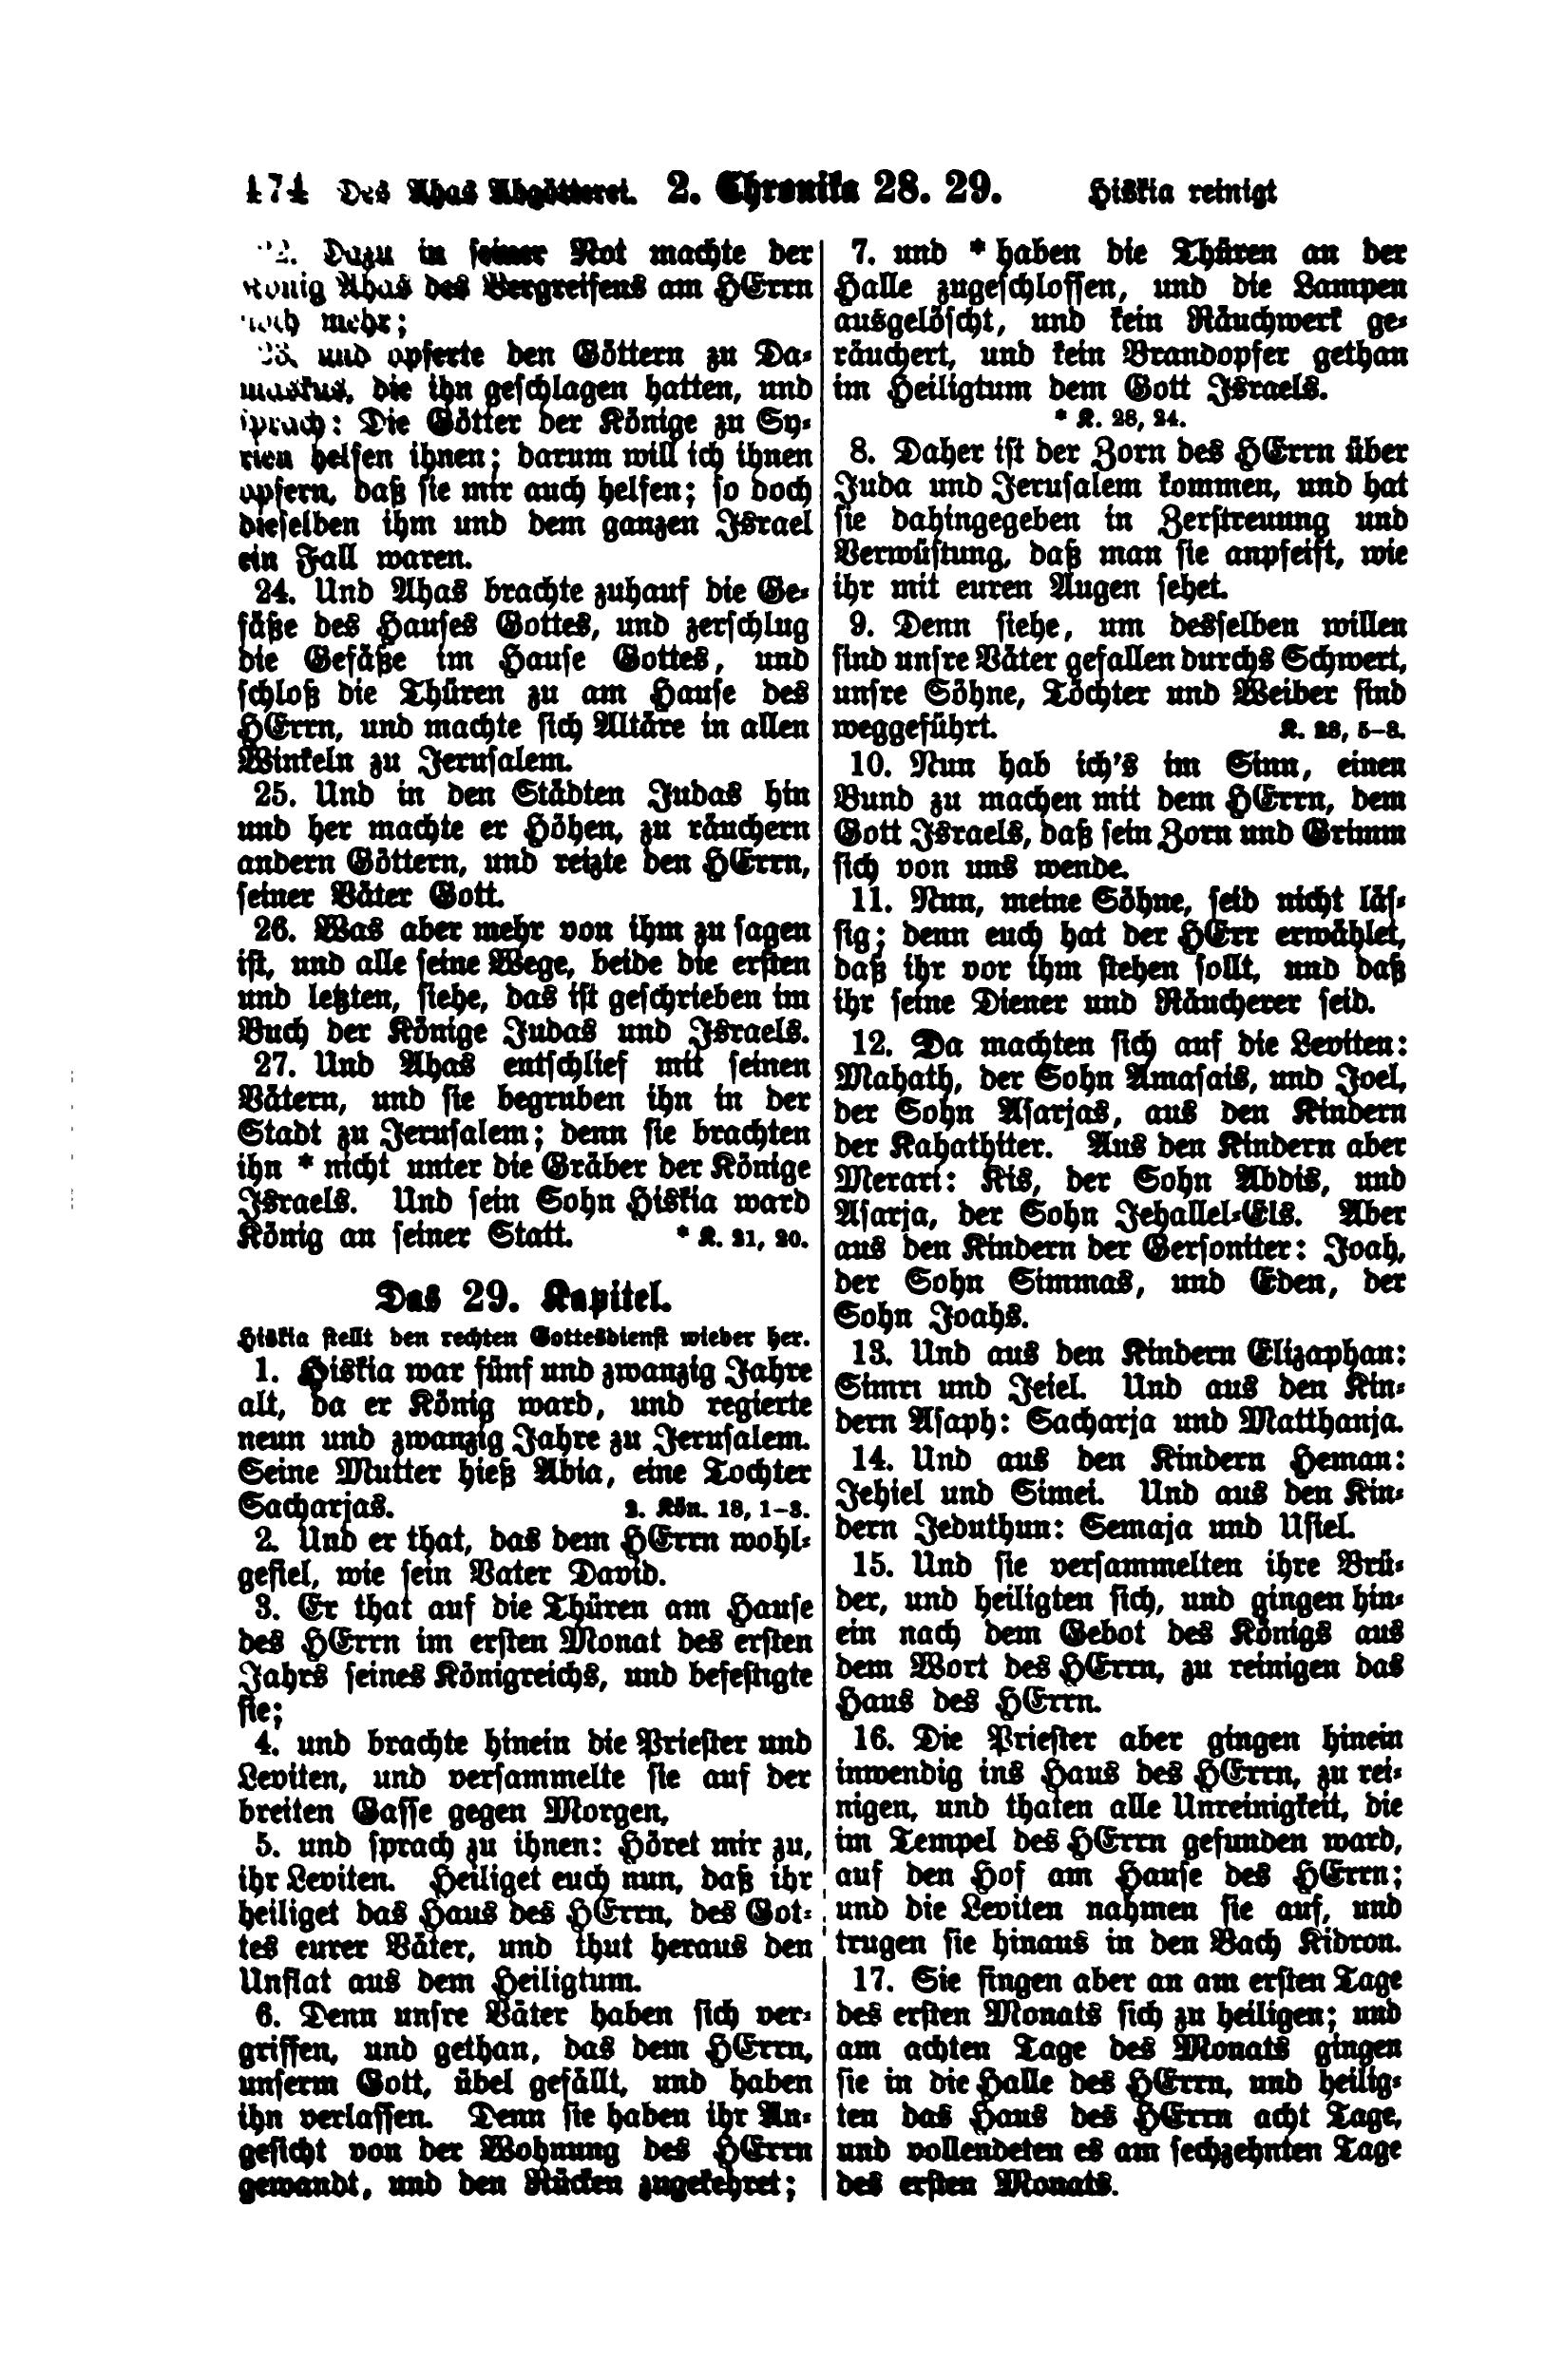 474 Des Ahas Abgötterei. 2. Chronika 28. 29. Hiskia reinigt
22. Dazu in seiner Not machte der
König Ahas des Vergreifens am HErrn
noch mehr;
23. und opferte den Göttern zu Da-
maskus, die ihn geschlagen hatten, und
sprach: Die Götter der Könige zu Sy-
rien helfen ihnen; darum will ich ihnen
opfern, daß sie mir auch helfen; so doch
dieselben ihm und dem ganzen Israel
ein Fall waren.
24. Und Ahas brachte zuhauf die Ge-
fäße des Hauses Gottes, und zerschlug
die Gefäße im Hause Gottes, und
schloß die Thüren zu am Hause des
HErrn, und machte sich Altäre in allen
Winkeln zu Jerusalem.
25. Und in den Städten Judas hin
und her machte er Höhen, zu räuchern
andern Göttern, und reizte den HErrn,
seiner Väter Gott.
26. Was aber mehr von ihm zu sagen
ist, und alle seine Wege, beide die ersten
und letzten, siehe, das ist geschrieben im
Buch der Könige Judas und Israels.
27. Und Ahas entschlief mit seinen
Vätern, und sie begruben ihn in der
Stadt zu Jerusalem; denn sie brachten
ihn * nicht unter die Gräber der Könige
Israels. Und sein Sohn Hiskia ward
König an seiner Statt. * K. 21, 20.
Das 29. Kapitel.
Hiskia stellt den rechten Gottesdienst wieder her.
1. Hiskia war fünf und zwanzig Jahre
alt, da er König ward, und regierte
neun und zwanzig Jahre zu Jerusalem.
Seine Mutter hieß Abia, eine Tochter
Sacharjas. 2. Kön. 18, 1–3.
2. Und er that, das dem HErrn wohl-
gefiel, wie sein Vater David.
3. Er that auf die Thüren am Hause
des HErrn im ersten Monat des ersten
Jahrs seines Königreichs, und befestigte
sie;
4. und brachte hinein die Priester und
Leviten, und versammelte sie auf der
breiten Gasse gegen Morgen,
5. und sprach zu ihnen: Höret mir zu,
ihr Leviten. Heiliget euch nun, daß ihr
heiliget das Haus des HErrn, des Got-
tes eurer Väter, und thut heraus den
Unflat aus dem Heiligtum.
6. Denn unsre Väter haben sich ver-
griffen, und gethan, das dem HErrn,
unserm Gott, übel gefällt, und haben
ihn verlassen. Denn sie haben ihr An-
gesicht von der Wohnung des HErrn
gewandt, und den Rücken zugekehret;
7. und * haben die Thüren an der
Halle zugeschlossen, und die Lampen
ausgelöscht, und kein Räuchwerk ge-
räuchert, und kein Brandopfer gethan
im Heiligtum dem Gott Israels.
* K. 28, 24.
8. Daher ist der Zorn des HErrn über
Juda und Jerusalem kommen, und hat
sie dahingegeben in Zerstreuung und
Verwüstung, daß man sie anpfeift, wie
ihr mit euren Augen sehet.
9. Denn siehe, um desselben willen
sind unsre Väter gefallen durchs Schwert,
unsre Söhne, Töchter und Weiber sind
weggeführt. K. 28, 5–8.
10. Nun hab ich's im Sinn, einen
Bund zu machen mit dem HErrn, dem
Gott Israels, daß sein Zorn und Grimm
sich von uns wende.
11. Nun, meine Söhne, seid nicht läs-
sig; denn euch hat der HErr erwählet,
daß ihr vor ihm stehen sollt, und daß
ihr seine Diener und Räucherer seid.
12. Da machten sich auf die Leviten:
Mahath, der Sohn Amasais, und Joel,
der Sohn Asarjas, aus den Kindern
der Kahathiter. Aus den Kindern aber
Merari: Kis, der Sohn Abdis, und
Asarja, der Sohn Jehallel-Els. Aber
aus den Kindern der Gersoniter: Joah,
der Sohn Simmas, und Eden, der
Sohn Joahs.
13. Und aus den Kindern Elizaphan:
Simri und Jeiel. Und aus den Kin-
dern Asaph: Sacharja und Matthanja.
14. Und aus den Kindern Heman:
Jehiel und Simei. Und aus den Kin-
dern Jeduthun: Semaja und Usiel.
15. Und sie versammelten ihre Brü-
der, und heiligten sich, und gingen hin-
ein nach dem Gebot des Königs aus
dem Wort des HErrn, zu reinigen das
Haus des HErrn.
16. Die Priester aber gingen hinein
inwendig ins Haus des HErrn, zu rei-
nigen, und thaten alle Unreinigkeit, die
im Tempel des HErrn gefunden ward,
auf den Hof am Hause des HErrn;
und die Leviten nahmen sie auf, und
trugen sie hinaus in den Bach Kidron.
17. Sie fingen aber an am ersten Tage
des ersten Monats sich zu heiligen; und
am achten Tage des Monats gingen
sie in die Halle des HErrn, und heilig-
ten das Haus des HErrn acht Tage,
und vollendeten es am sechzehnten Tage
des ersten Monats.